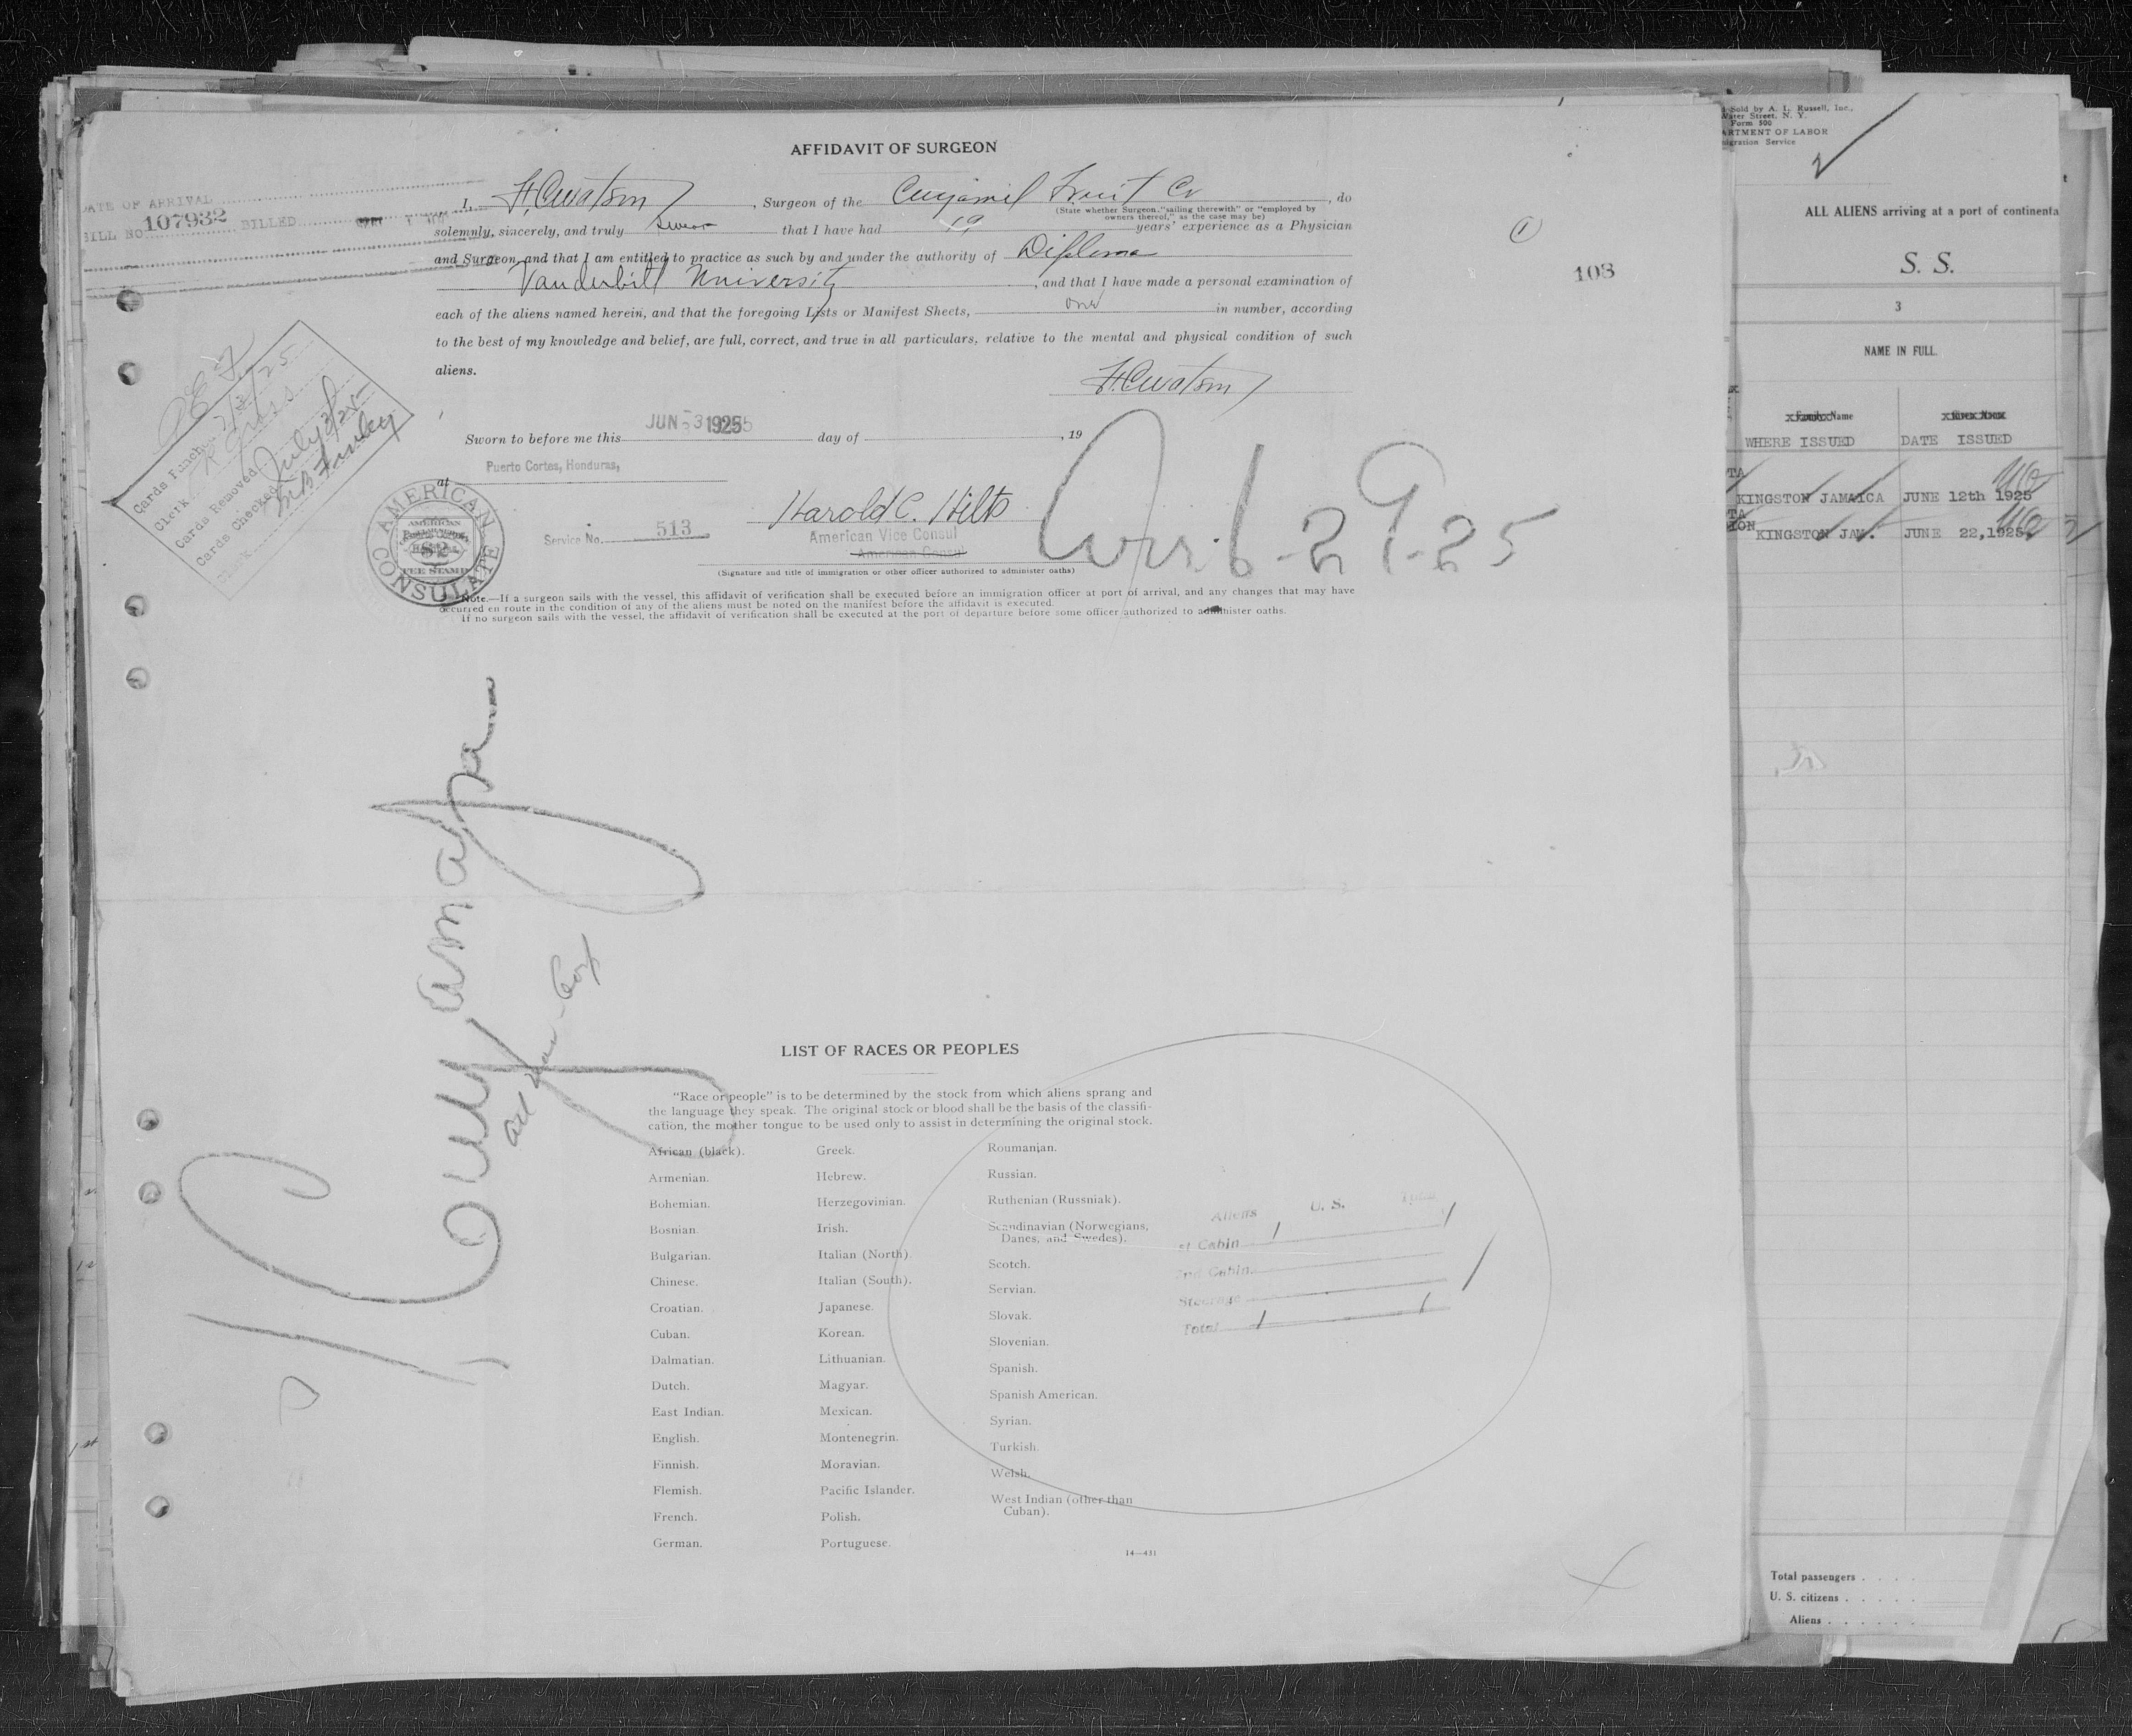 AFFIDAVIT OF SURGEON
DATE OF ARRIVAL
BILL NO. 107932 BILLED
I, H.C. Watson, Surgeon of the Cuyamel Fruit Co, do
(State whether Surgeon "sailing therewith" or "employed by owners thereof," as the case may be)
solemnly, sincerely, and truly swear that I have had 19 years' experience as a Physician
and Surgeon and that I am entitled to practice as such by and under the authority of Diploma
Vanderbilt University, and that I have made a personal examination of
each of the aliens named herein, and that the foregoing Lists or Manifest Sheets, one in number, according
to the best of my knowledge and belief, are full, correct, and true in all particulars, relative to the mental and physical condition of such
aliens.
H.C. Watson
Sworn to before me this JUN 1925 day of , 19
at Puerto Cortes, Honduras,
AMERICAN CONSULATE
AMERICAN
$2
FEE STAMP
Service No. 513
Harold C. Hilts
American Vice Consul
American Consul
(Signature and title of immigration or other officer authorized to administer oaths)
Note.—If a surgeon sails with the vessel, this affidavit of verification shall be executed before an immigration officer at port of arrival, and any changes that may have
occurred en route in the condition of any of the aliens must be noted on the manifest before the affidavit is executed.
If no surgeon sails with the vessel, the affidavit of verification shall be executed at the port of departure before some officer authorized to administer oaths.
Arr. 6-29-25
1
108
Cards Punched
Clerk
Cards Removed
Cards Checked
Clerk
LIST OF RACES OR PEOPLES
"Race or people" is to be determined by the stock from which aliens sprang and
the language they speak. The original stock or blood shall be the basis of the classifi-
cation, the mother tongue to be used only to assist in determining the original stock.
African (black).
Armenian.
Bohemian.
Bosnian.
Bulgarian.
Chinese.
Croatian.
Cuban.
Dalmatian.
Dutch.
East Indian.
English.
Finnish.
Flemish.
French.
German.
Greek.
Hebrew.
Herzegovinian.
Irish.
Italian (North).
Italian (South).
Japanese.
Korean.
Lithuanian.
Magyar.
Mexican.
Montenegrin.
Moravian.
Pacific Islander.
Polish.
Portuguese.
Roumanian.
Russian.
Ruthenian (Russniak).
Scandinavian (Norwegians,
Danes, and Swedes).
Scotch.
Servian.
Slovak.
Slovenian.
Spanish.
Spanish American.
Syrian.
Turkish.
Welsh.
West Indian (other than
Cuban).
14—431
Aliens U. S. Total
1st Cabin 1 1
2nd Cabin
Steerage
Total 1 1
Sold by A. L. Russell, Inc.,
Water Street, N. Y.
Form 500
DEPARTMENT OF LABOR
Immigration Service
ALL ALIENS arriving at a port of continenta
S. S.
3
NAME IN FULL.
Family Name
Given Name
WHERE ISSUED
DATE ISSUED
KINGSTON JAMAICA JUNE 12th 1925
KINGSTON JAM. JUNE 22,1925.
Total passengers
U. S. citizens
Aliens